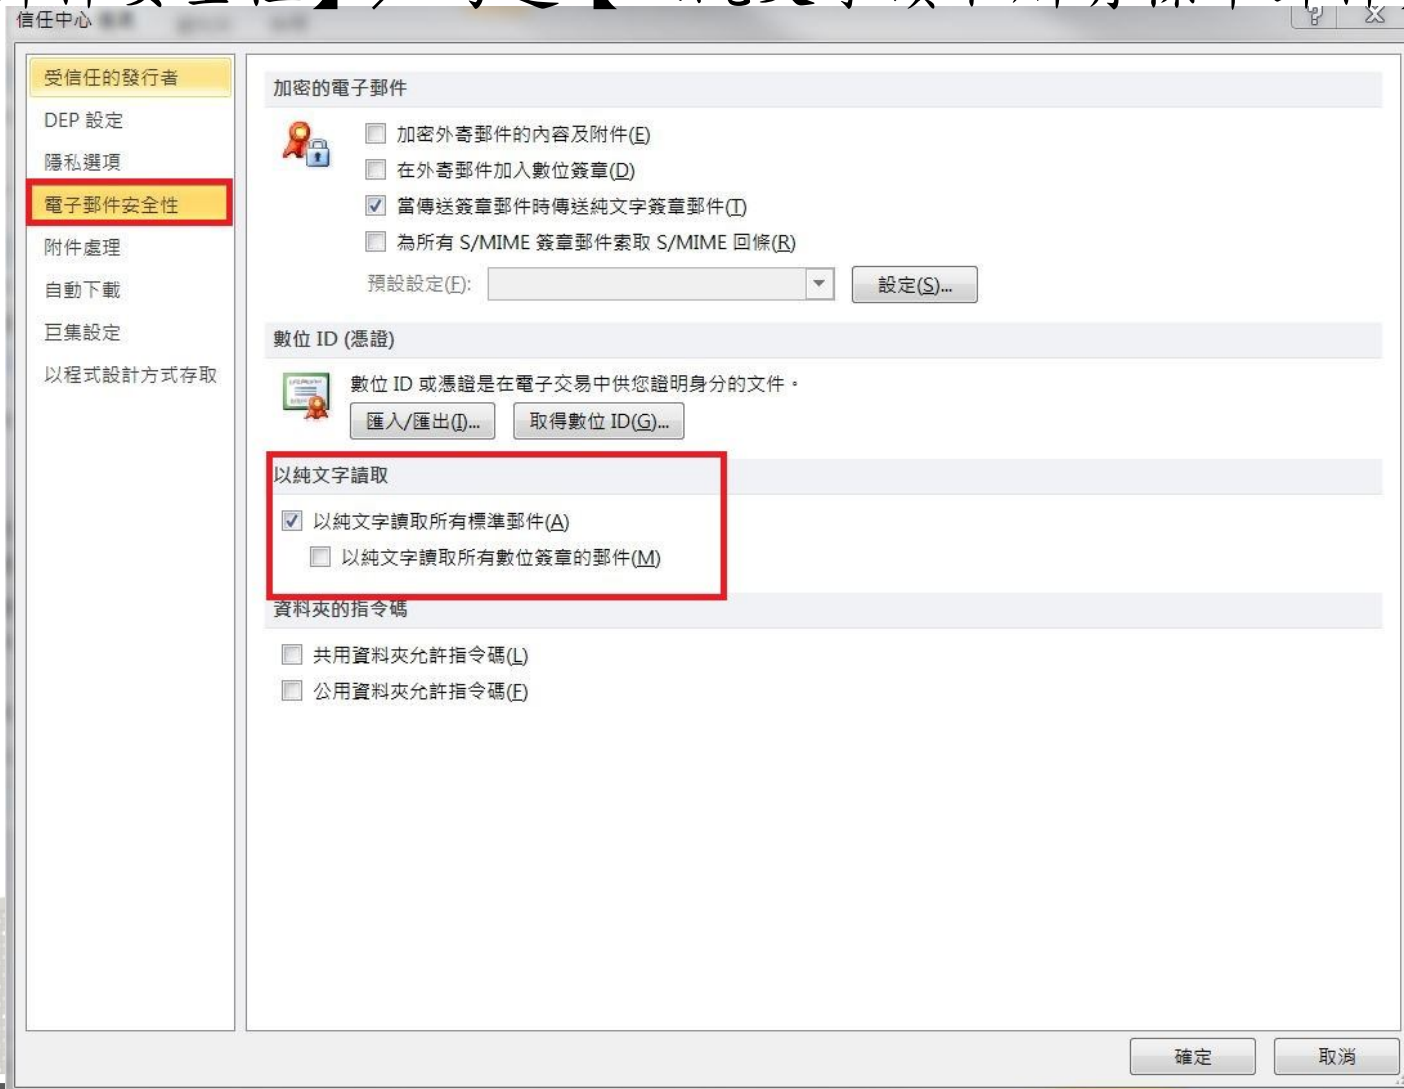 信任中心
受信任的發行者
DEP 設定
隱私選項
電子郵件安全性
附件處理
自動下載
巨集設定
以程式設計方式存取
加密的電子郵件
加密外寄郵件的內容及附件(E)
在外寄郵件加入數位簽章(D)
當傳送簽章郵件時傳送純文字簽章郵件(T)
為所有 S/MIME 簽章郵件索取 S/MIME 回條(R)
預設設定(F): 設定(S)...
數位 ID (憑證)
數位 ID 或憑證是在電子交易中供您證明身分的文件。
匯入/匯出(I)... 取得數位 ID(G)...
以純文字讀取
以純文字讀取所有標準郵件(A)
以純文字讀取所有數位簽章的郵件(M)
資料夾的指令碼
共用資料夾允許指令碼(L)
公用資料夾允許指令碼(F)
確定 取消